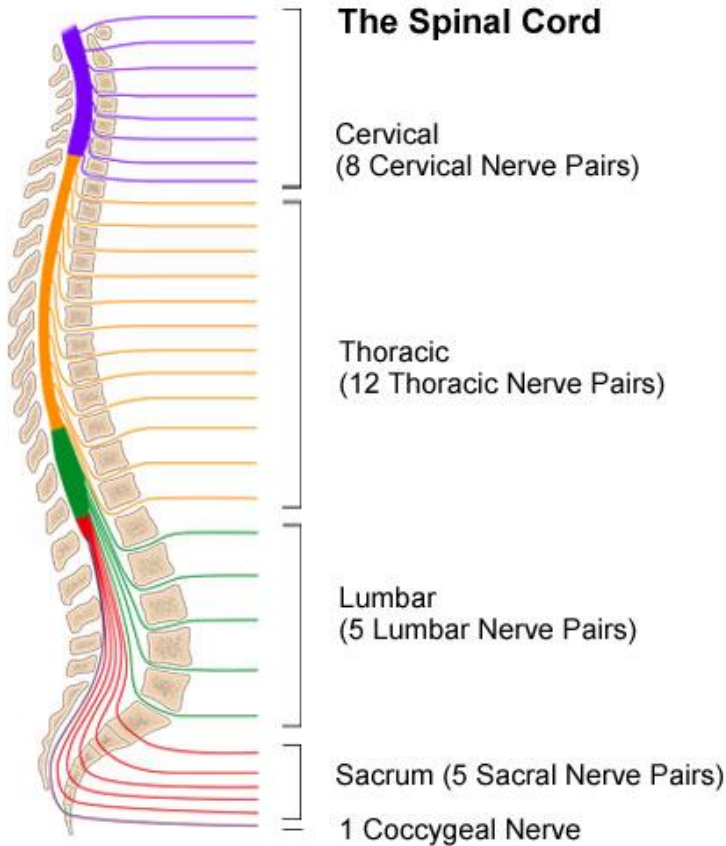 The Spinal Cord
Cervical
(8 Cervical Nerve Pairs)
Thoracic
(12 Thoracic Nerve Pairs)
Lumbar
(5 Lumbar Nerve Pairs)
Sacrum (5 Sacral Nerve Pairs)
1 Coccygeal Nerve